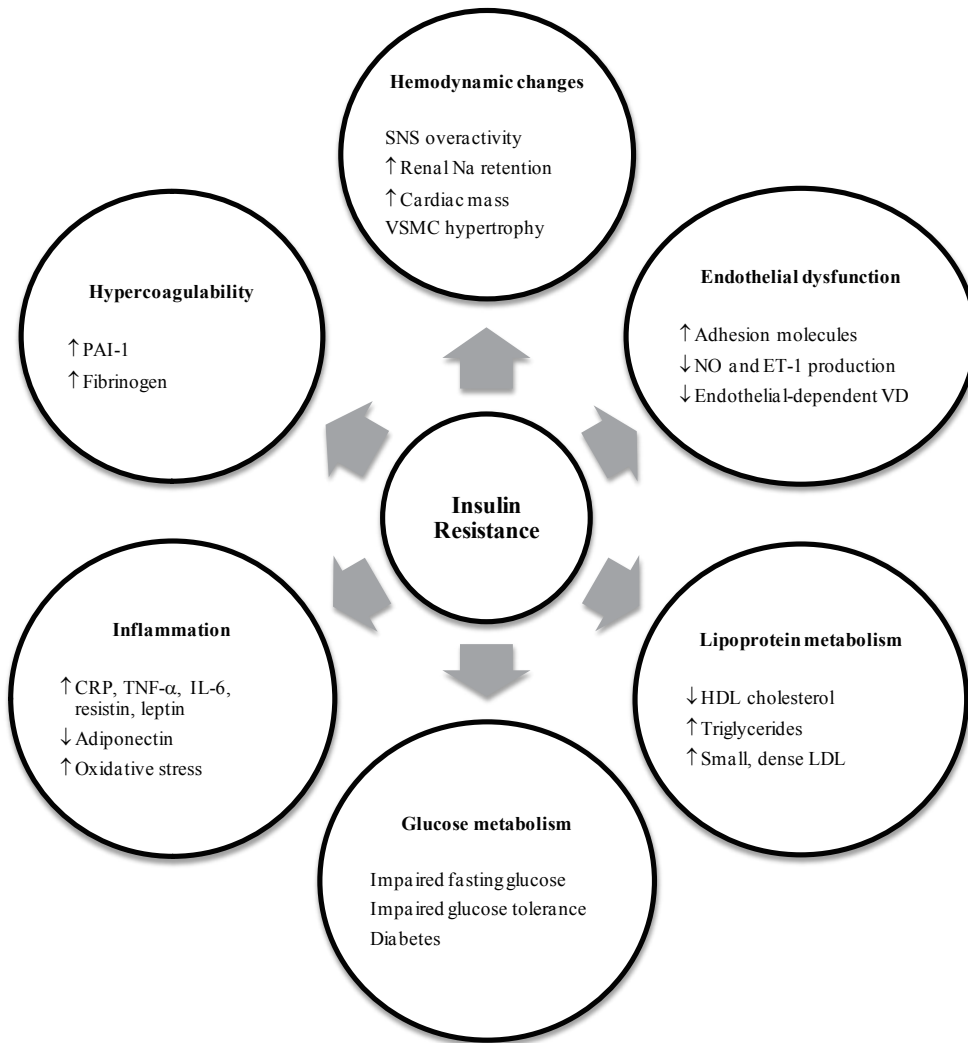 Hemodynamic changes
SNS overactivity
↑ Renal Na retention
↑ Cardiac mass
VSMC hypertrophy
Endothelial dysfunction
↑ Adhesion molecules
↓ NO and ET-1 production
↓ Endothelial-dependent VD
Hypercoagulability
↑ PAI-1
↑ Fibrinogen
Insulin
Resistance
Inflammation
↑ CRP, TNF-α, IL-6,
resistin, leptin
↓ Adiponectin
↑ Oxidative stress
Lipoprotein metabolism
↓ HDL cholesterol
↑ Triglycerides
↑ Small, dense LDL
Glucose metabolism
Impaired fasting glucose
Impaired glucose tolerance
Diabetes